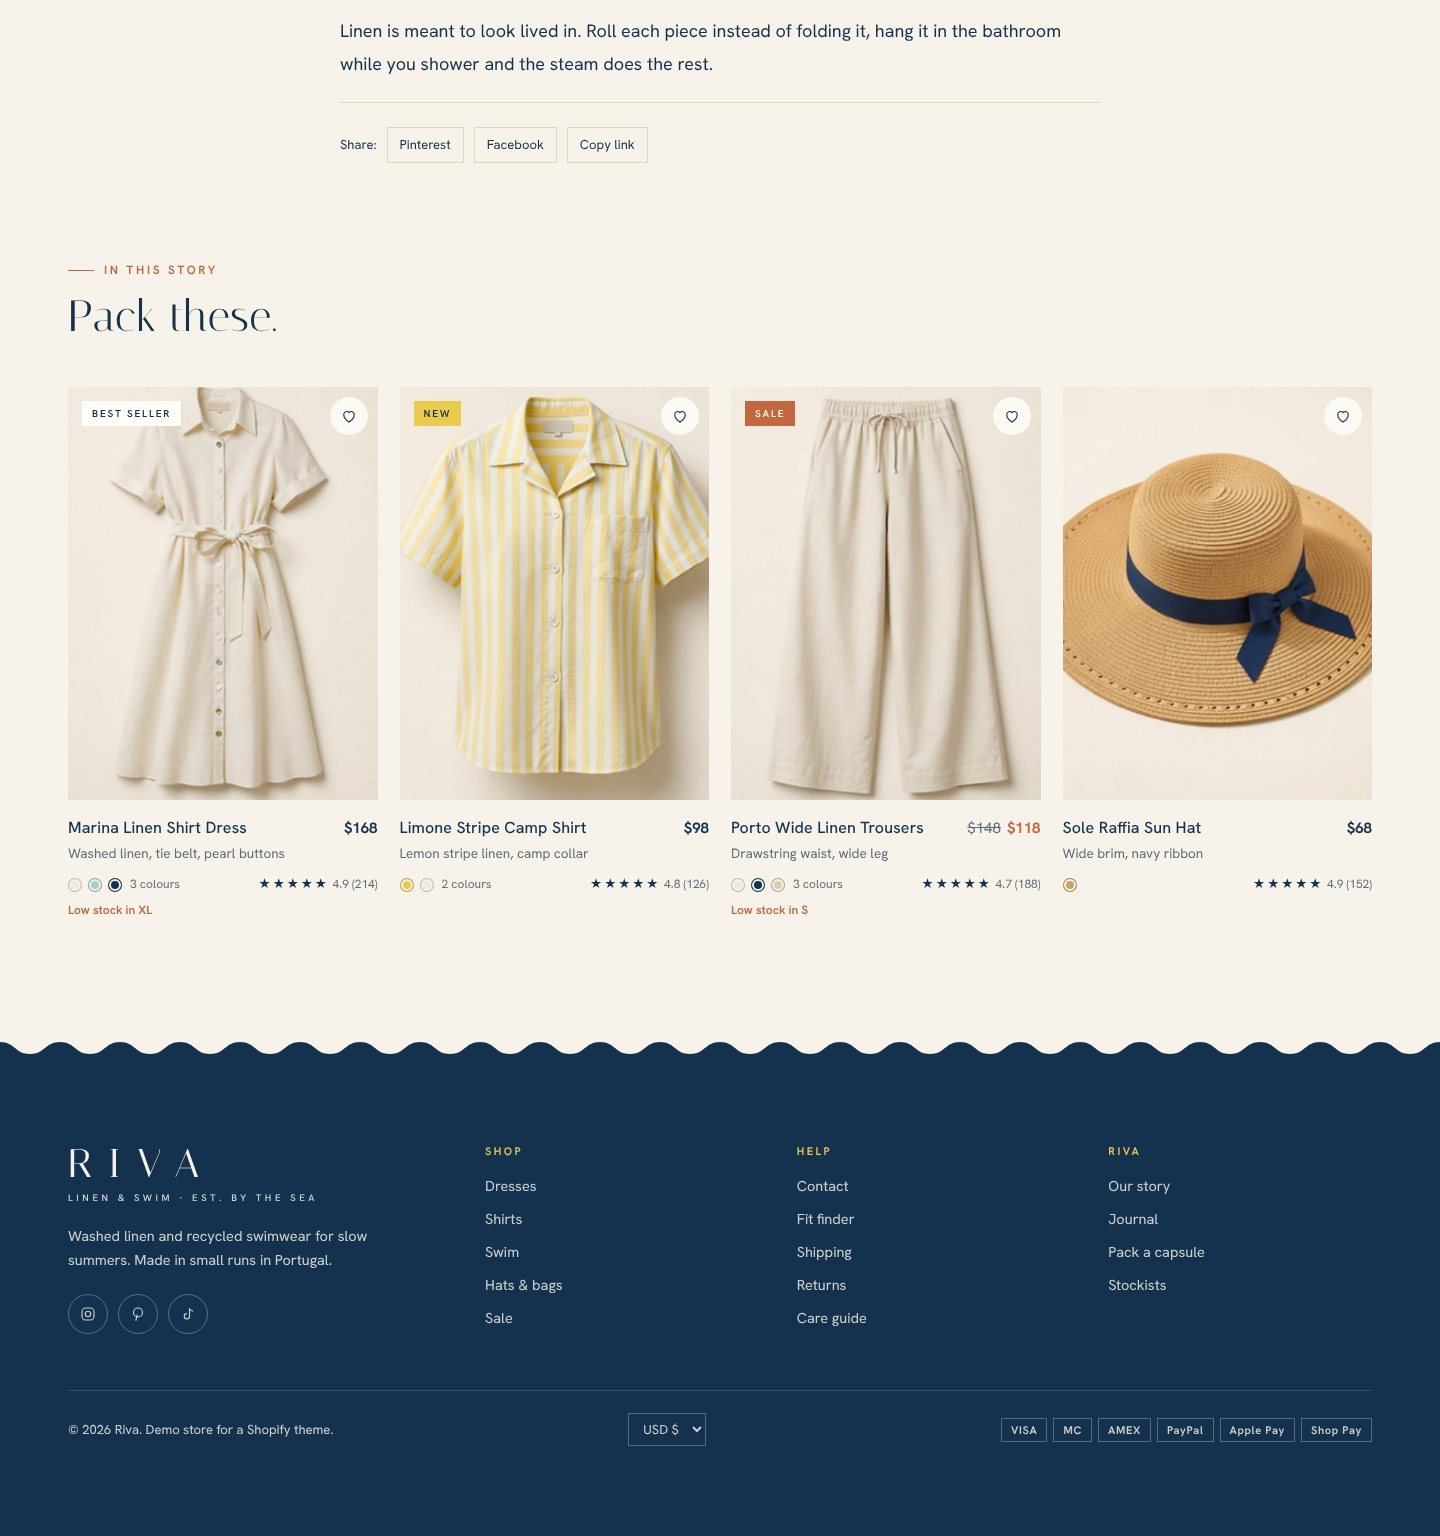 Linen is meant to look lived in. Roll each piece instead of folding it, hang it in the bathroom
while you shower and the steam does the rest.
Share: Pinterest Facebook Copy link
IN THIS STORY
Pack these.
BEST SELLER
NEW
SALE
Marina Linen Shirt Dress $168
Washed linen, tie belt, pearl buttons
3 colours ★★★★★ 4.9 (214)
Low stock in XL
Limone Stripe Camp Shirt $98
Lemon stripe linen, camp collar
2 colours ★★★★★ 4.8 (126)
Porto Wide Linen Trousers $148 $118
Drawstring waist, wide leg
3 colours ★★★★★ 4.7 (188)
Low stock in S
Sole Raffia Sun Hat $68
Wide brim, navy ribbon
★★★★★ 4.9 (152)
RIVA
LINEN & SWIM · EST. BY THE SEA
Washed linen and recycled swimwear for slow
summers. Made in small runs in Portugal.
SHOP
Dresses
Shirts
Swim
Hats & bags
Sale
HELP
Contact
Fit finder
Shipping
Returns
Care guide
RIVA
Our story
Journal
Pack a capsule
Stockists
© 2026 Riva. Demo store for a Shopify theme.
USD $
VISA MC AMEX PayPal Apple Pay Shop Pay